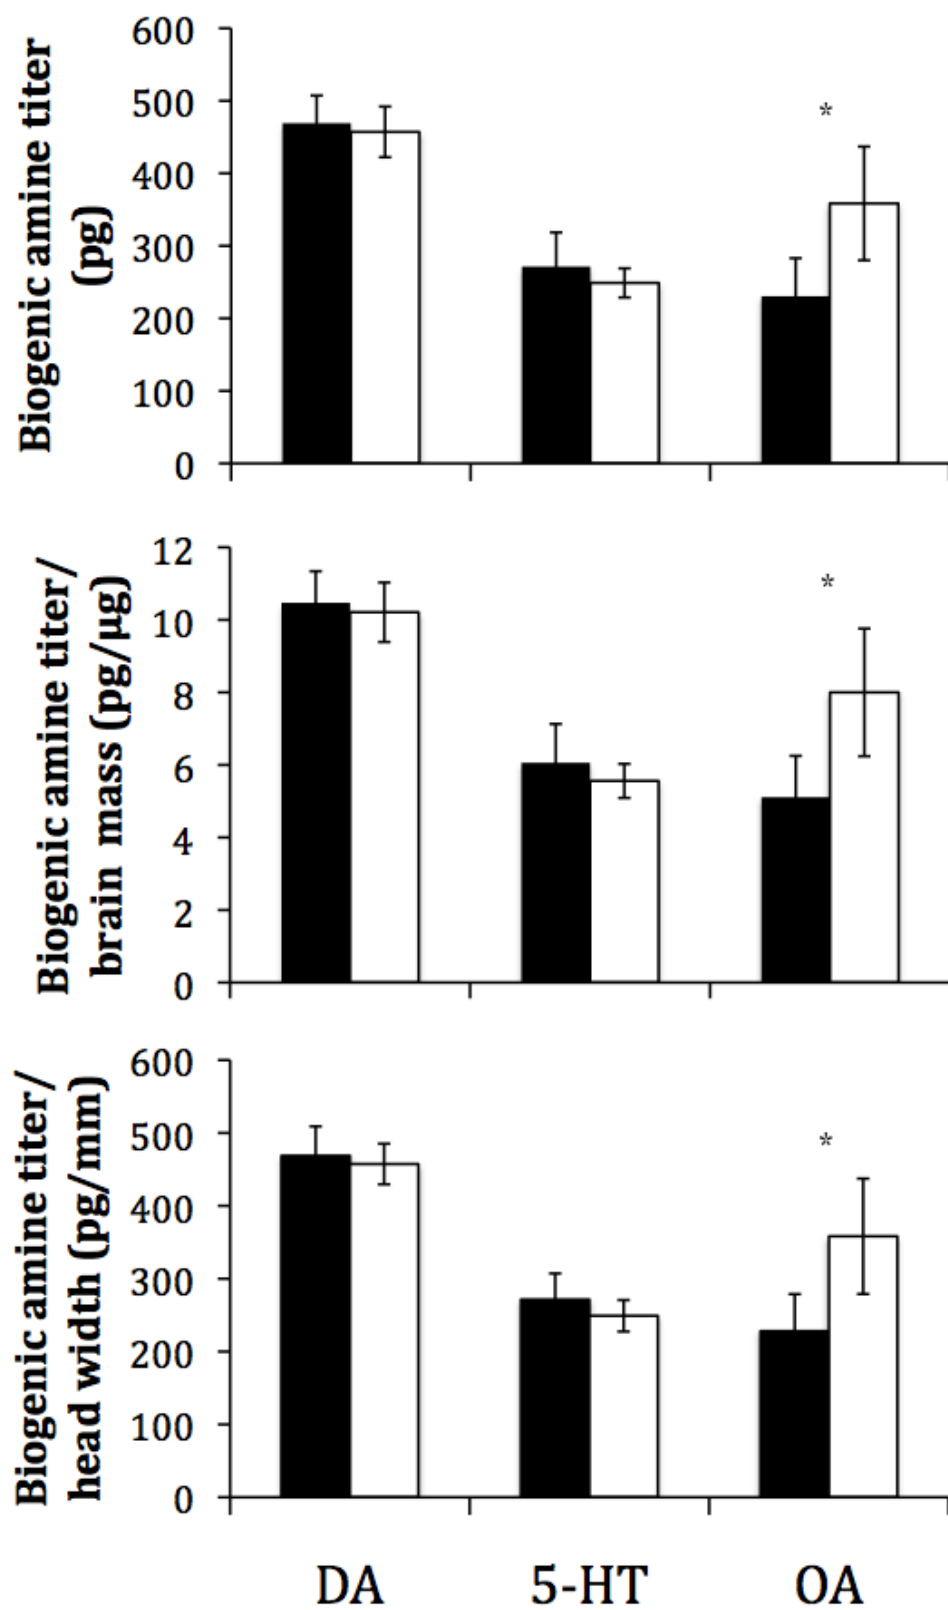 Biogenic amine titer
(pg)
600
500
400
300
200
100
0
*
Biogenic amine titer/
brain mass (pg/µg)
12
10
8
6
4
2
0
*
Biogenic amine titer/
head width (pg/mm)
600
500
400
300
200
100
0
*
DA
5-HT
OA